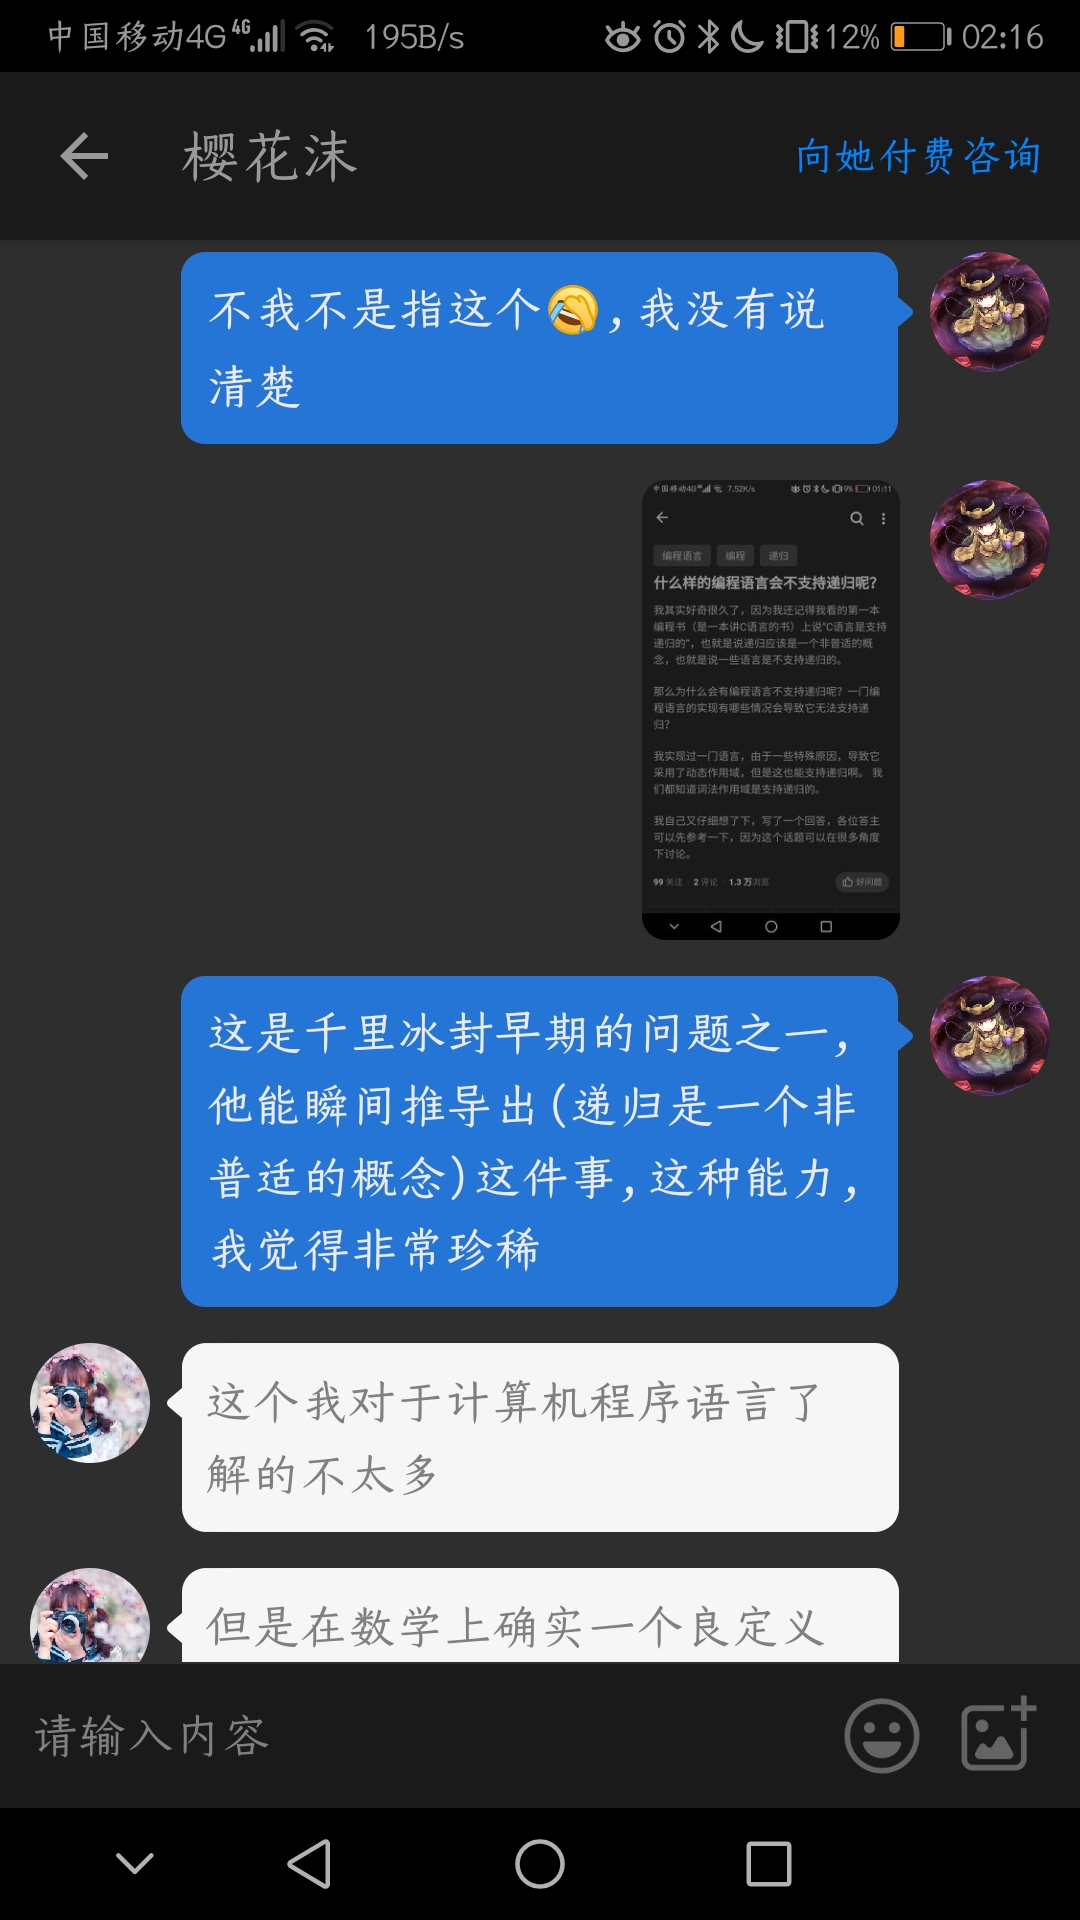 中国移动4G 4G 195B/s 12% 02:16
樱花沫 向她付费咨询
不我不是指这个🤣,我没有说
清楚
中国移动4G 4G 7.52K/s 9% 01:11
编程语言 编程 递归
什么样的编程语言会不支持递归呢?
我其实好奇很久了，因为我还记得我看的第一本
编程书（是一本讲C语言的书）上说"C语言是支持
递归的"，也就是说递归应该是一个非普适的概
念，也就是说一些语言是不支持递归的。
那么为什么会有编程语言不支持递归呢？一门编
程语言的实现有哪些情况会导致它无法支持递
归？
我实现过一门语言，由于一些特殊原因，导致它
采用了动态作用域，但是这也能支持递归啊。 我
们都知道词法作用域是支持递归的。
我自己又仔细想了下，写了一个回答，各位答主
可以先参考一下，因为这个话题可以在很多角度
下讨论。
99 关注 · 2 评论 · 1.3 万浏览 好问题
这是千里冰封早期的问题之一,
他能瞬间推导出(递归是一个非
普适的概念)这件事,这种能力,
我觉得非常珍稀
这个我对于计算机程序语言了
解的不太多
但是在数学上确实一个良定义
请输入内容